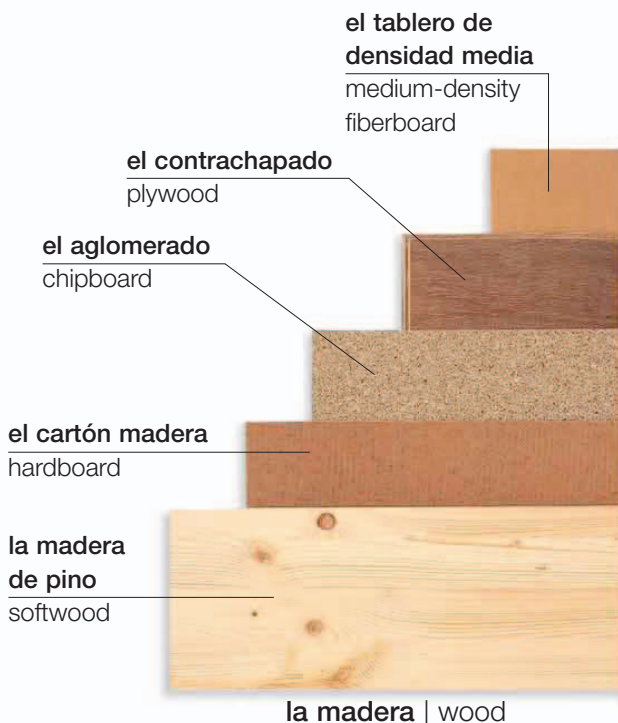 el tablero de
densidad media
medium-density
fiberboard
el contrachapado
plywood
el aglomerado
chipboard
el cartón madera
hardboard
la madera
de pino
softwood
la madera | wood